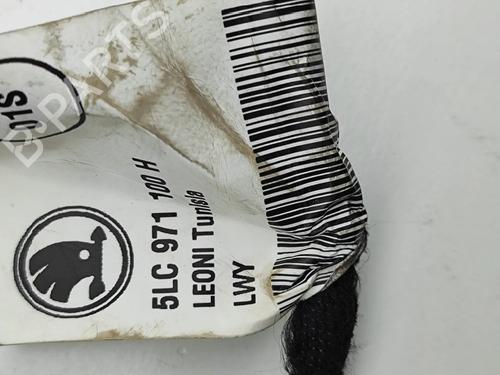 01S
5LC 971 100 H
LEONI Tunisia
LWY
B-PARTS